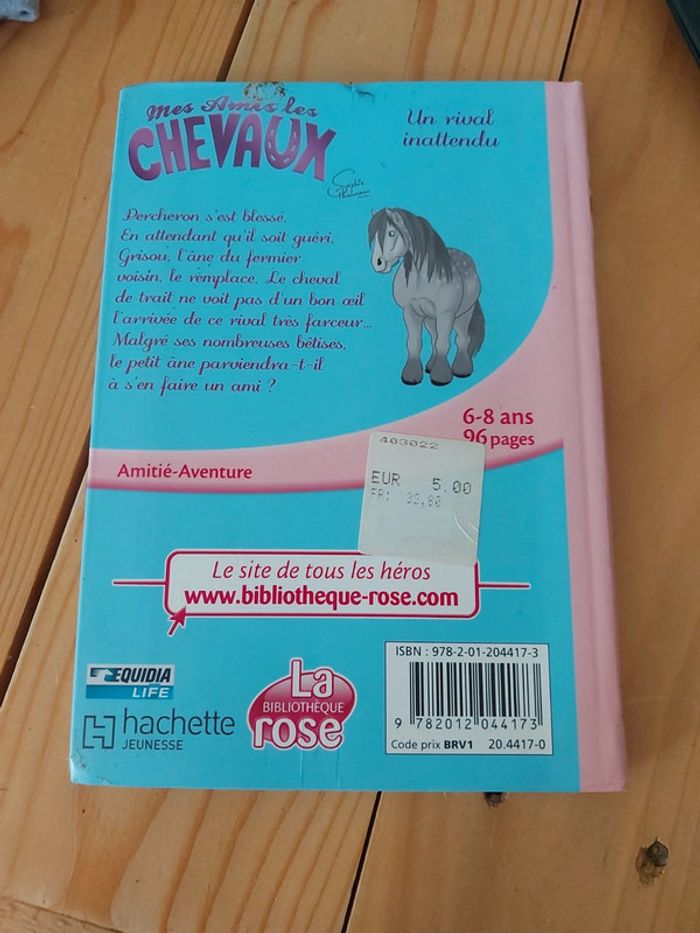 Mes Amis les
CHEVAUX
Un rival
inattendu
Sophie
Thalmann
Percheron s'est blessé.
En attendant qu'il soit guéri,
Grisou, l'âne du fermier
voisin, le remplace. Le cheval
de trait ne voit pas d'un bon œil
l'arrivée de ce rival très farceur...
Malgré ses nombreuses bêtises,
le petit âne parviendra-t-il
à s'en faire un ami ?
6-8 ans
96 pages
Amitié-Aventure
403022
EUR 5.00
FR: 32,80
Le site de tous les héros
www.bibliotheque-rose.com
EQUIDIA
LIFE
hachette
JEUNESSE
La
BIBLIOTHÈQUE
rose
ISBN : 978-2-01-204417-3
9 782012 044173
Code prix BRV1 20.4417-0